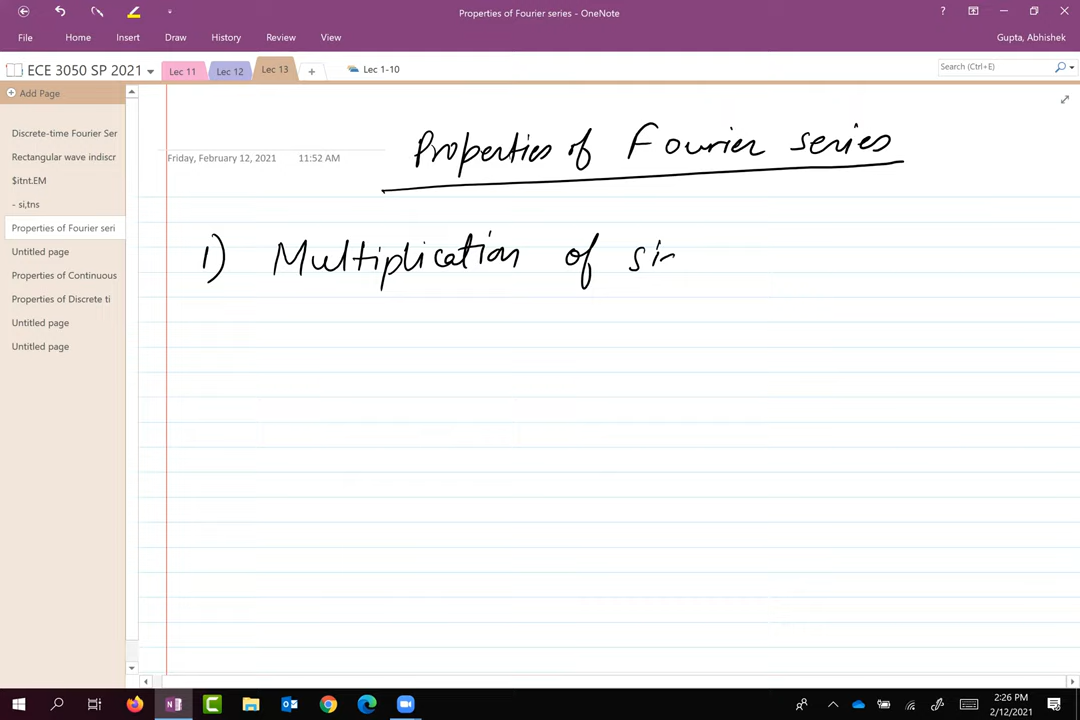 Properties of Fourier series - OneNote
?
File Home Insert Draw History Review View Gupta, Abhishek
ECE 3050 SP 2021 Lec 11 Lec 12 Lec 13 + Lec 1-10 Search (Ctrl+E)
Add Page
Discrete-time Fourier Ser
Rectangular wave indiscr
$itnt.EM
- si,tns
Properties of Fourier seri
Untitled page
Properties of Continuous
Properties of Discrete ti
Untitled page
Untitled page
Properties of Fourier series
Friday, February 12, 2021 11:52 AM
1) Multiplication of sin
2:26 PM
2/12/2021